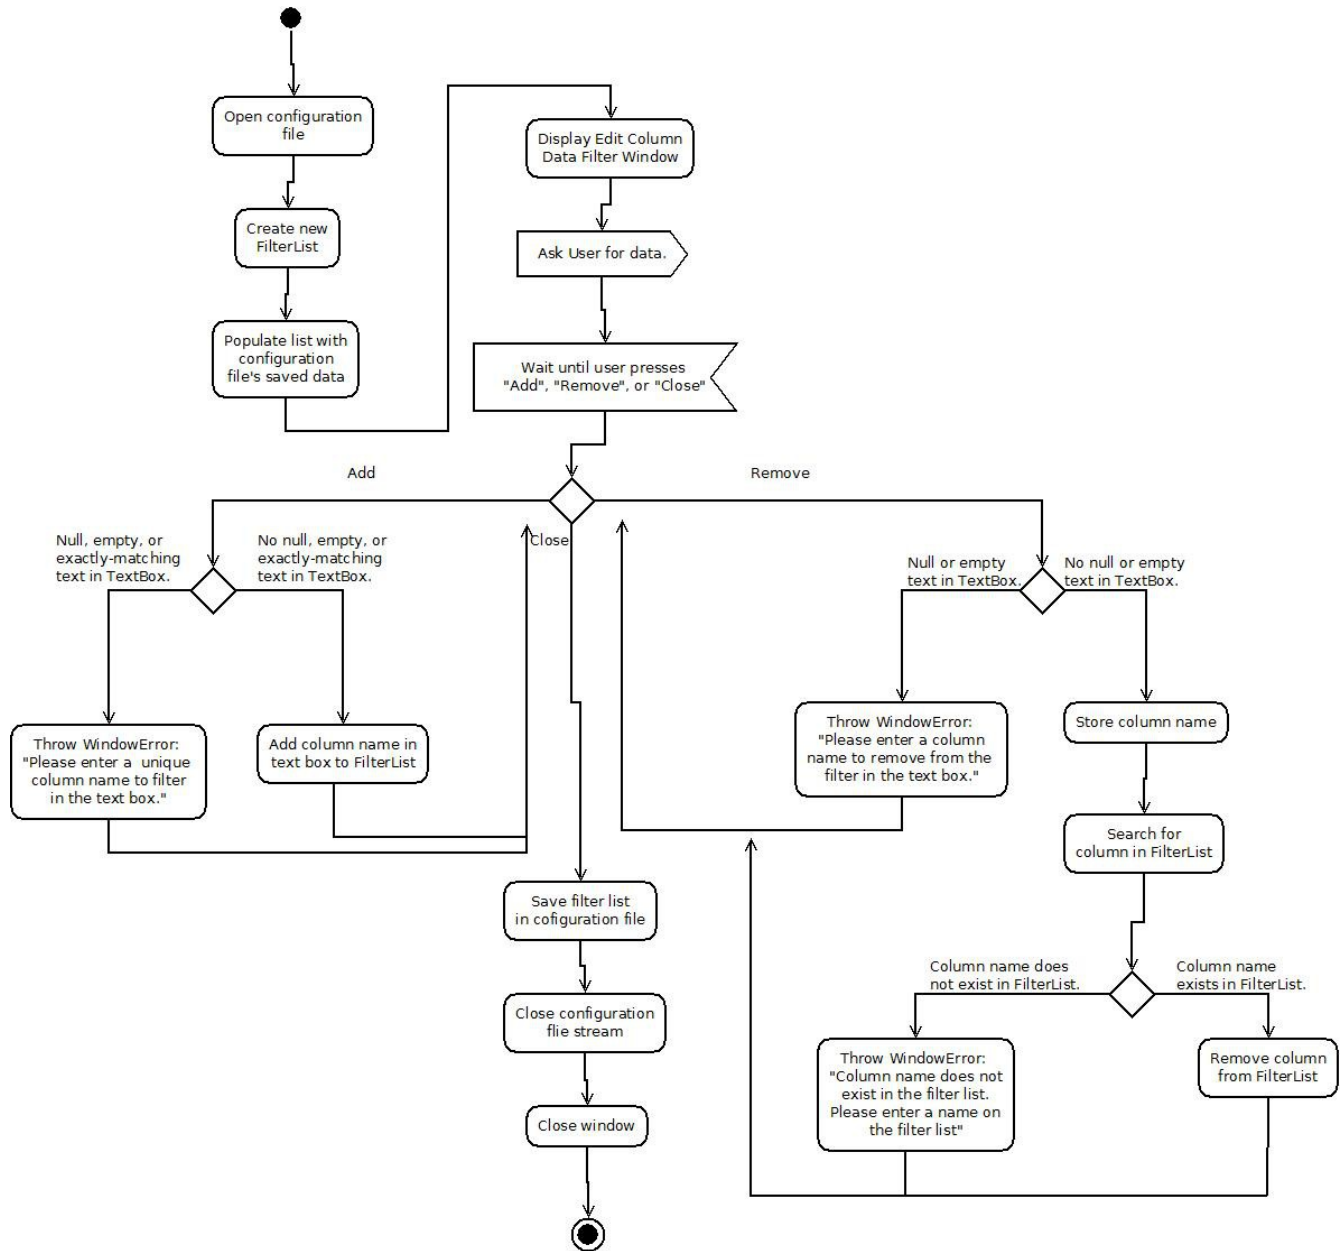 Open configuration
file
Create new
FilterList
Populate list with
configuration
file's saved data
Display Edit Column
Data Filter Window
Ask User for data.
Wait until user presses
"Add", "Remove", or "Close"
Add
Remove
Close
Null, empty, or
exactly-matching
text in TextBox.
No null, empty, or
exactly-matching
text in TextBox.
Throw WindowError:
"Please enter a unique
column name to filter
in the text box."
Add column name in
text box to FilterList
Null or empty
text in TextBox.
No null or empty
text in TextBox.
Throw WindowError:
"Please enter a column
name to remove from the
filter in the text box."
Store column name
Search for
column in FilterList
Column name does
not exist in FilterList.
Column name
exists in FilterList.
Throw WindowError:
"Column name does not
exist in the filter list.
Please enter a name on
the filter list"
Remove column
from FilterList
Save filter list
in cofiguration file
Close configuration
flie stream
Close window